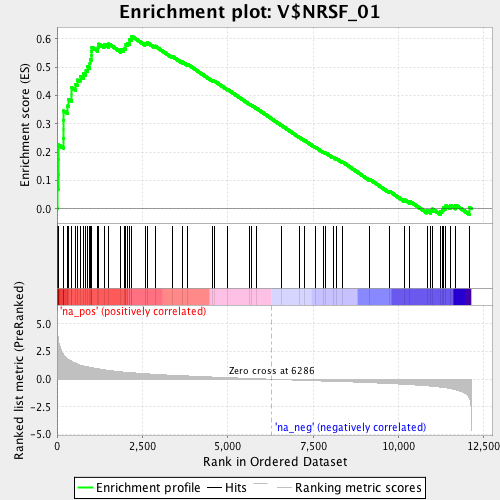 Enrichment plot: V$NRSF_01
Enrichment score (ES)
0.6
0.5
0.4
0.3
0.2
0.1
0.0
'na_pos' (positively correlated)
Ranked list metric (PreRanked)
5.0
2.5
0.0
-2.5
-5.0
Zero cross at 6286
'na_neg' (negatively correlated)
0
2,500
5,000
7,500
10,000
12,500
Rank in Ordered Dataset
Enrichment profile
Hits
Ranking metric scores